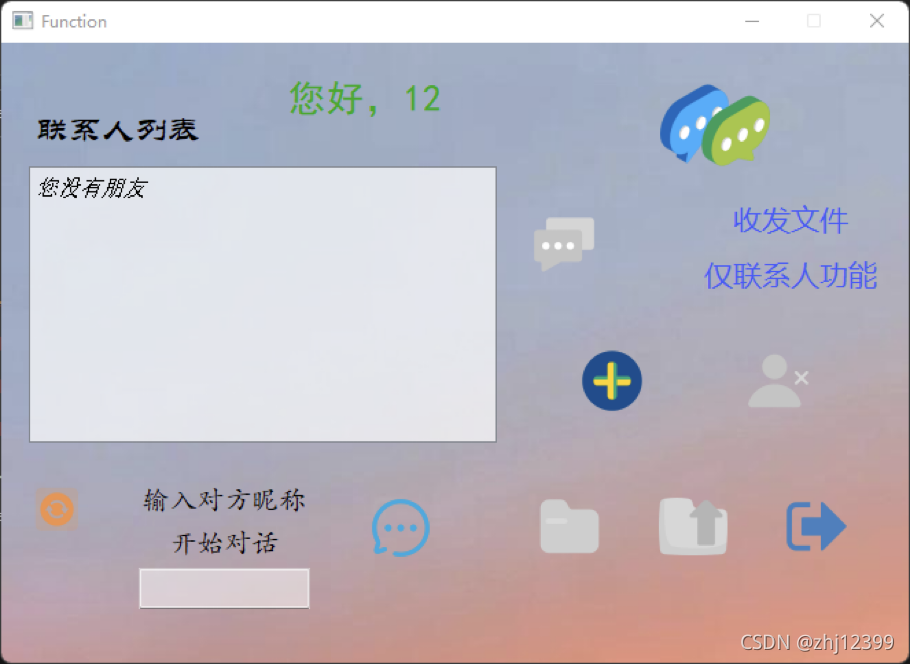 Function
您好，12
联系人列表
您没有朋友
收发文件
仅联系人功能
输入对方昵称
开始对话
CSDN @zhj12399